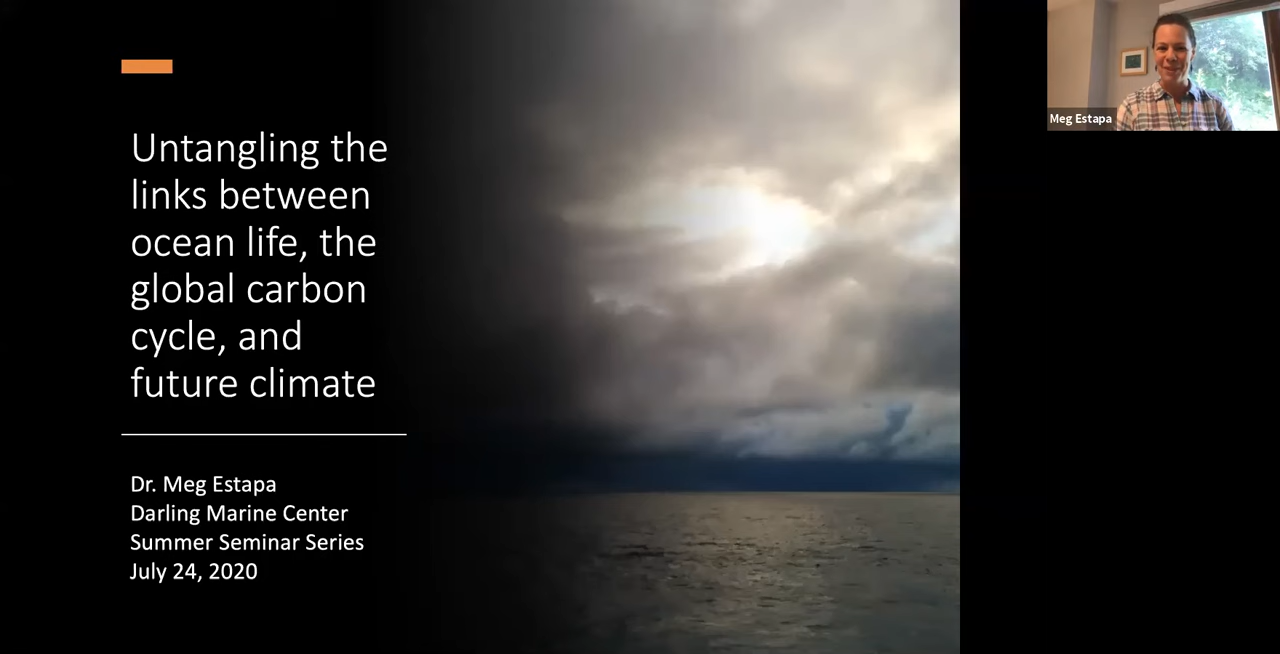 Untangling the
links between
ocean life, the
global carbon
cycle, and
future climate
Dr. Meg Estapa
Darling Marine Center
Summer Seminar Series
July 24, 2020
Meg Estapa